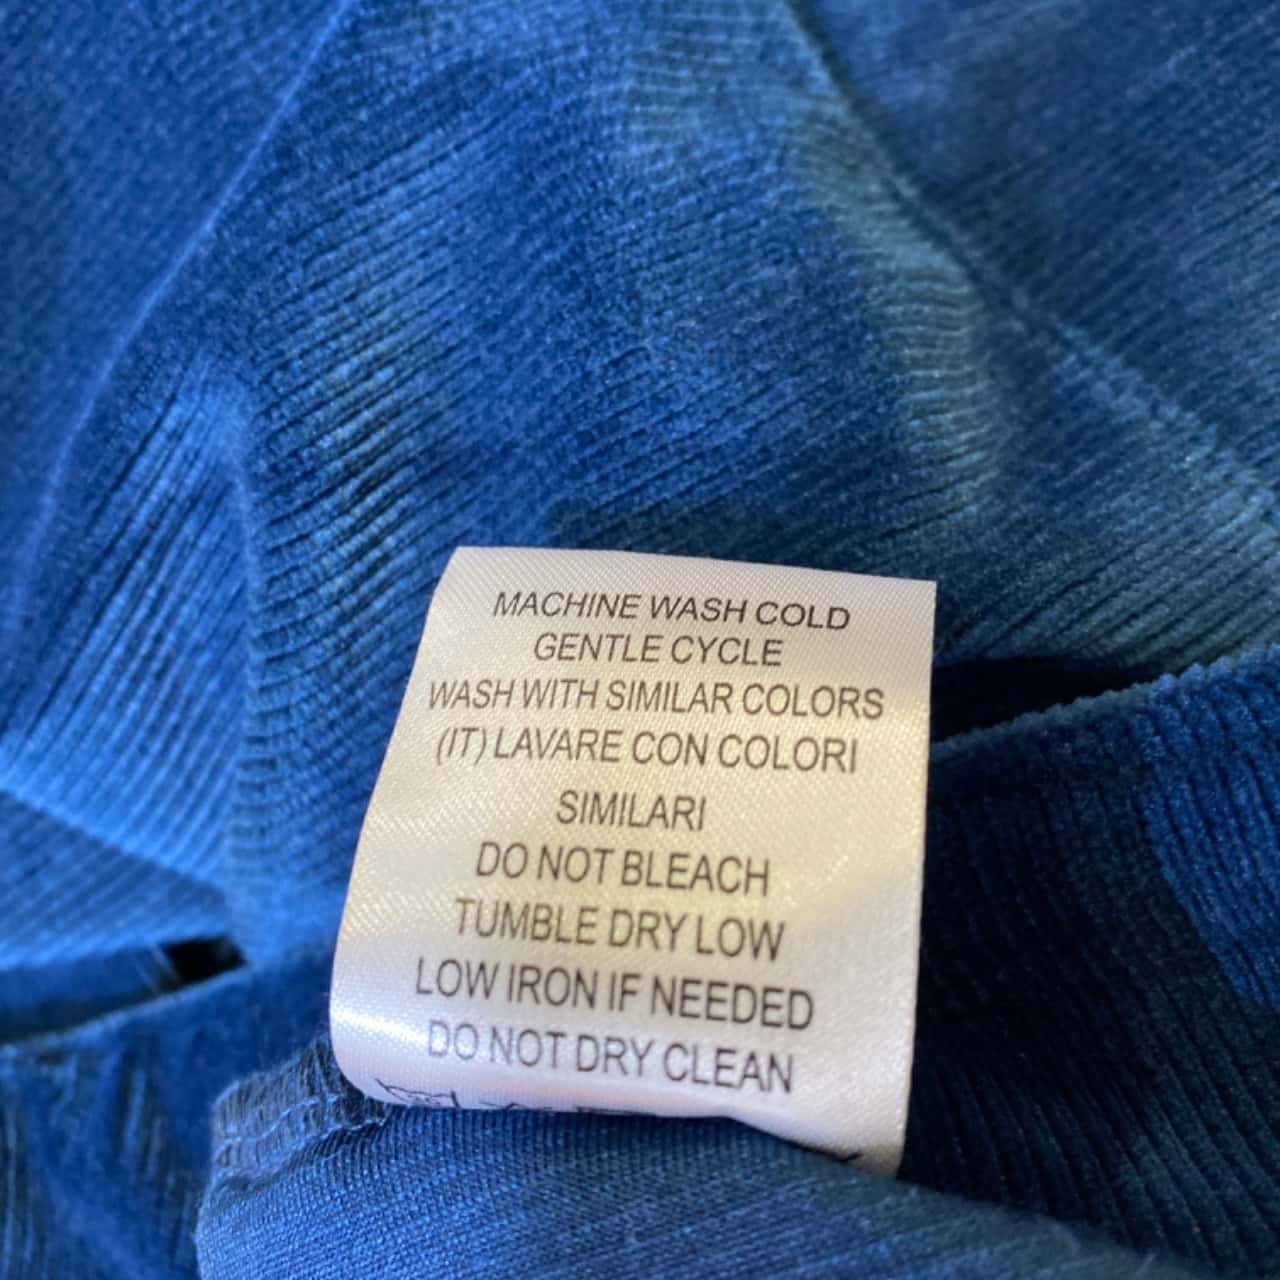 MACHINE WASH COLD
GENTLE CYCLE
WASH WITH SIMILAR COLORS
(IT) LAVARE CON COLORI
SIMILARI
DO NOT BLEACH
TUMBLE DRY LOW
LOW IRON IF NEEDED
DO NOT DRY CLEAN